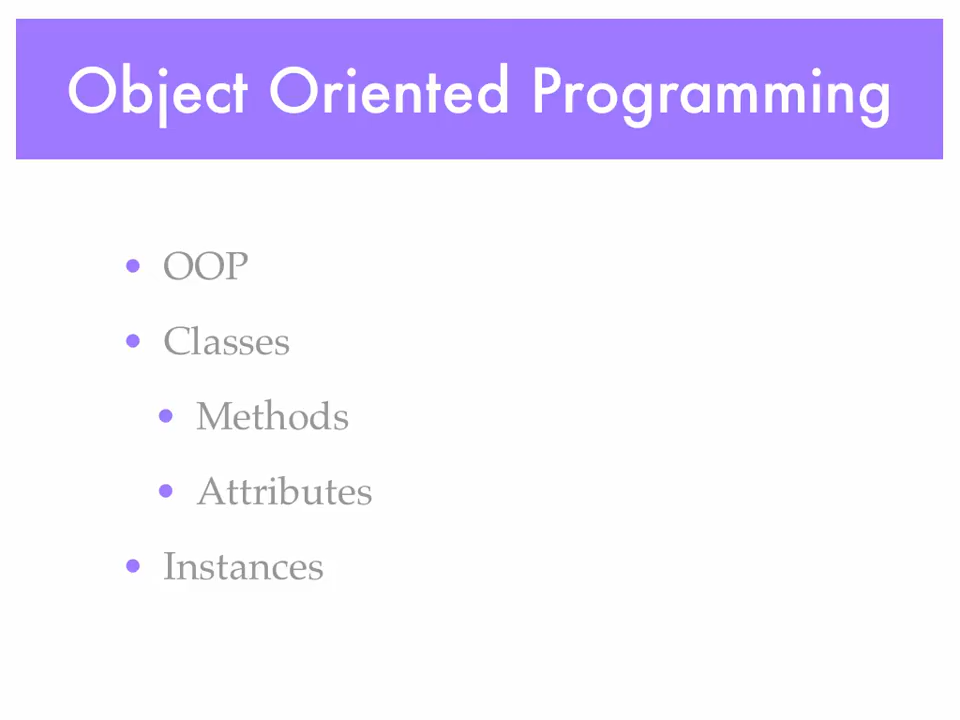 Object Oriented Programming
• OOP
• Classes
• Methods
• Attributes
• Instances